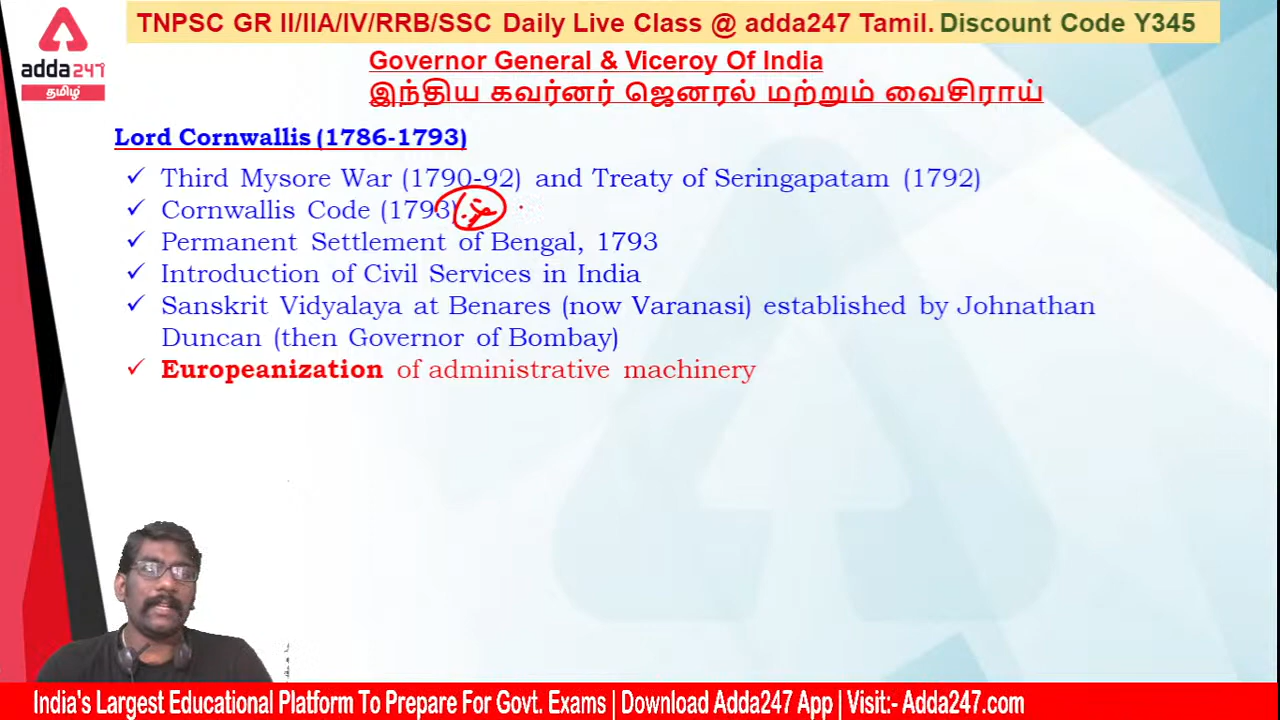 TNPSC GR II/IIA/IV/RRB/SSC Daily Live Class @ adda247 Tamil. Discount Code Y345
adda247
தமிழ்
Governor General & Viceroy Of India
இந்திய கவர்னர் ஜெனரல் மற்றும் வைசிராய்
Lord Cornwallis (1786-1793)
✓ Third Mysore War (1790-92) and Treaty of Seringapatam (1792)
✓ Cornwallis Code (1793)
✓ Permanent Settlement of Bengal, 1793
✓ Introduction of Civil Services in India
✓ Sanskrit Vidyalaya at Benares (now Varanasi) established by Johnathan
Duncan (then Governor of Bombay)
✓ Europeanization of administrative machinery
India's Largest Educational Platform To Prepare For Govt. Exams | Download Adda247 App | Visit:- Adda247.com